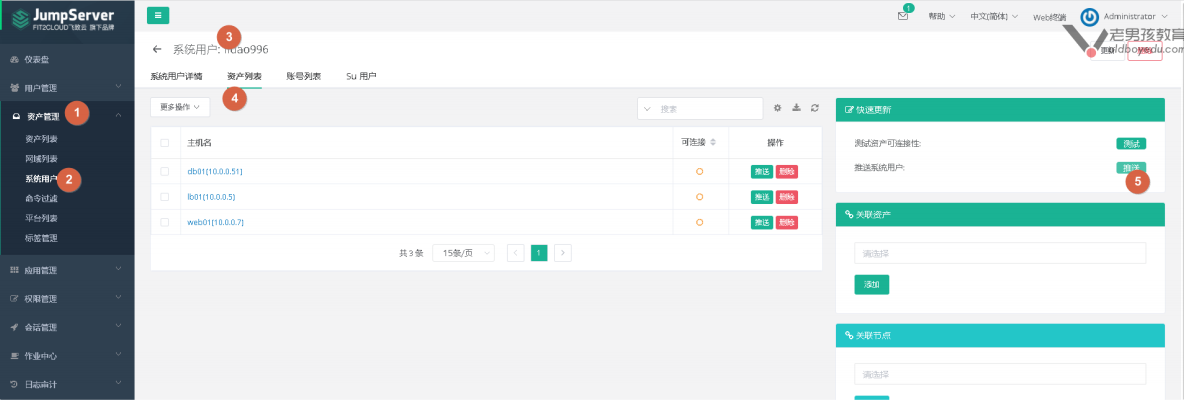 JumpServer
FIT2CLOUD飞致云 旗下品牌
1
帮助
中文(简体)
Web终端
Administrator
老男孩教育
oldboyedu.com
仪表盘
用户管理
资产管理
1
资产列表
网域列表
系统用户
2
命令过滤
平台列表
标签管理
应用管理
权限管理
会话管理
作业中心
日志审计
系统用户: lidao996
3
更新
系统用户详情
资产列表
账号列表
Su 用户
4
更多操作
搜索
主机名
可连接
操作
db01(10.0.0.51)
推送
删除
lb01(10.0.0.5)
推送
删除
web01(10.0.0.7)
推送
删除
共 3 条
15条/页
1
快速更新
测试资产可连接性:
测试
推送系统用户:
推送
5
关联资产
请选择
添加
关联节点
请选择